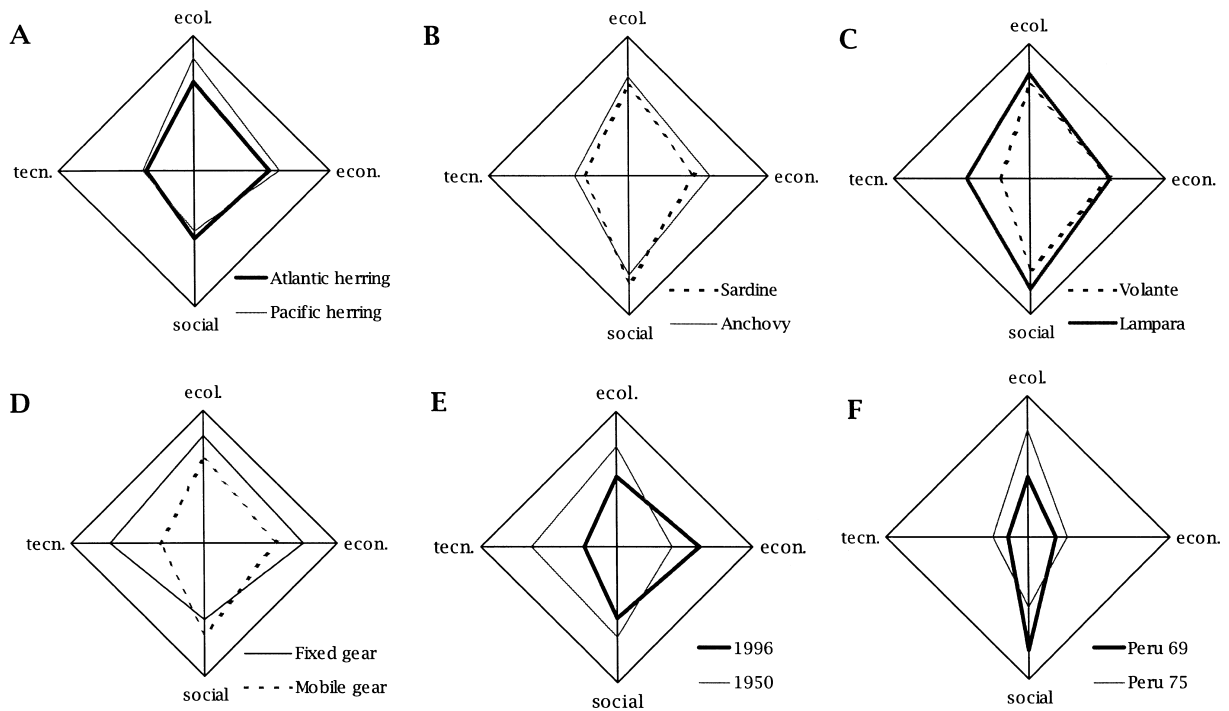 A
ecol.
tecn.
econ.
social
Atlantic herring
Pacific herring
B
ecol.
tecn.
econ.
social
Sardine
Anchovy
C
ecol.
tecn.
econ.
social
Volante
Lampara
D
ecol.
tecn.
econ.
social
Fixed gear
Mobile gear
E
ecol.
tecn.
econ.
social
1996
1950
F
ecol.
tecn.
econ.
social
Peru 69
Peru 75